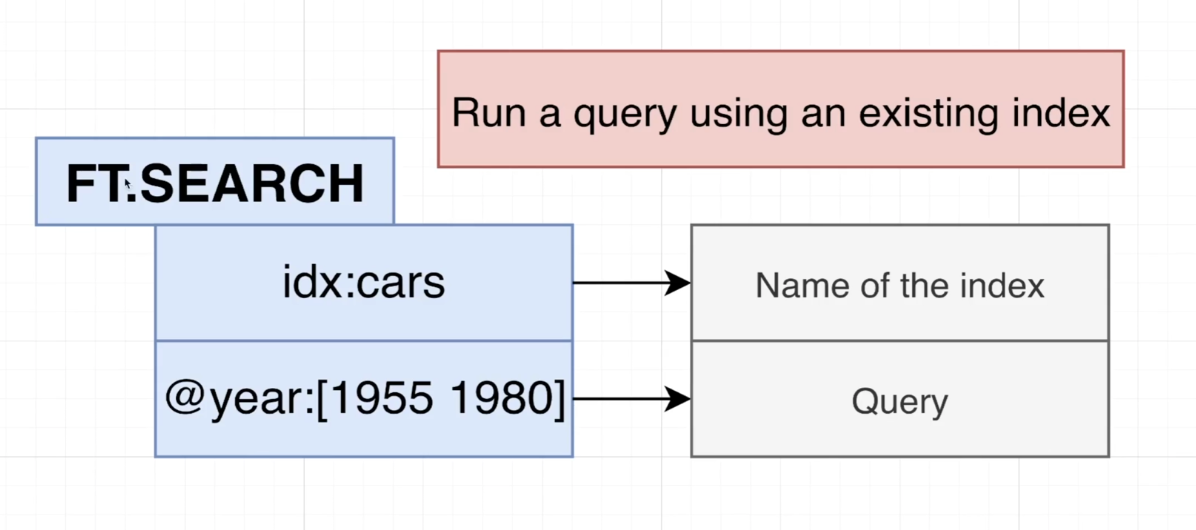 Run a query using an existing index
FT.SEARCH
idx:cars
Name of the index
@year:[1955 1980]
Query